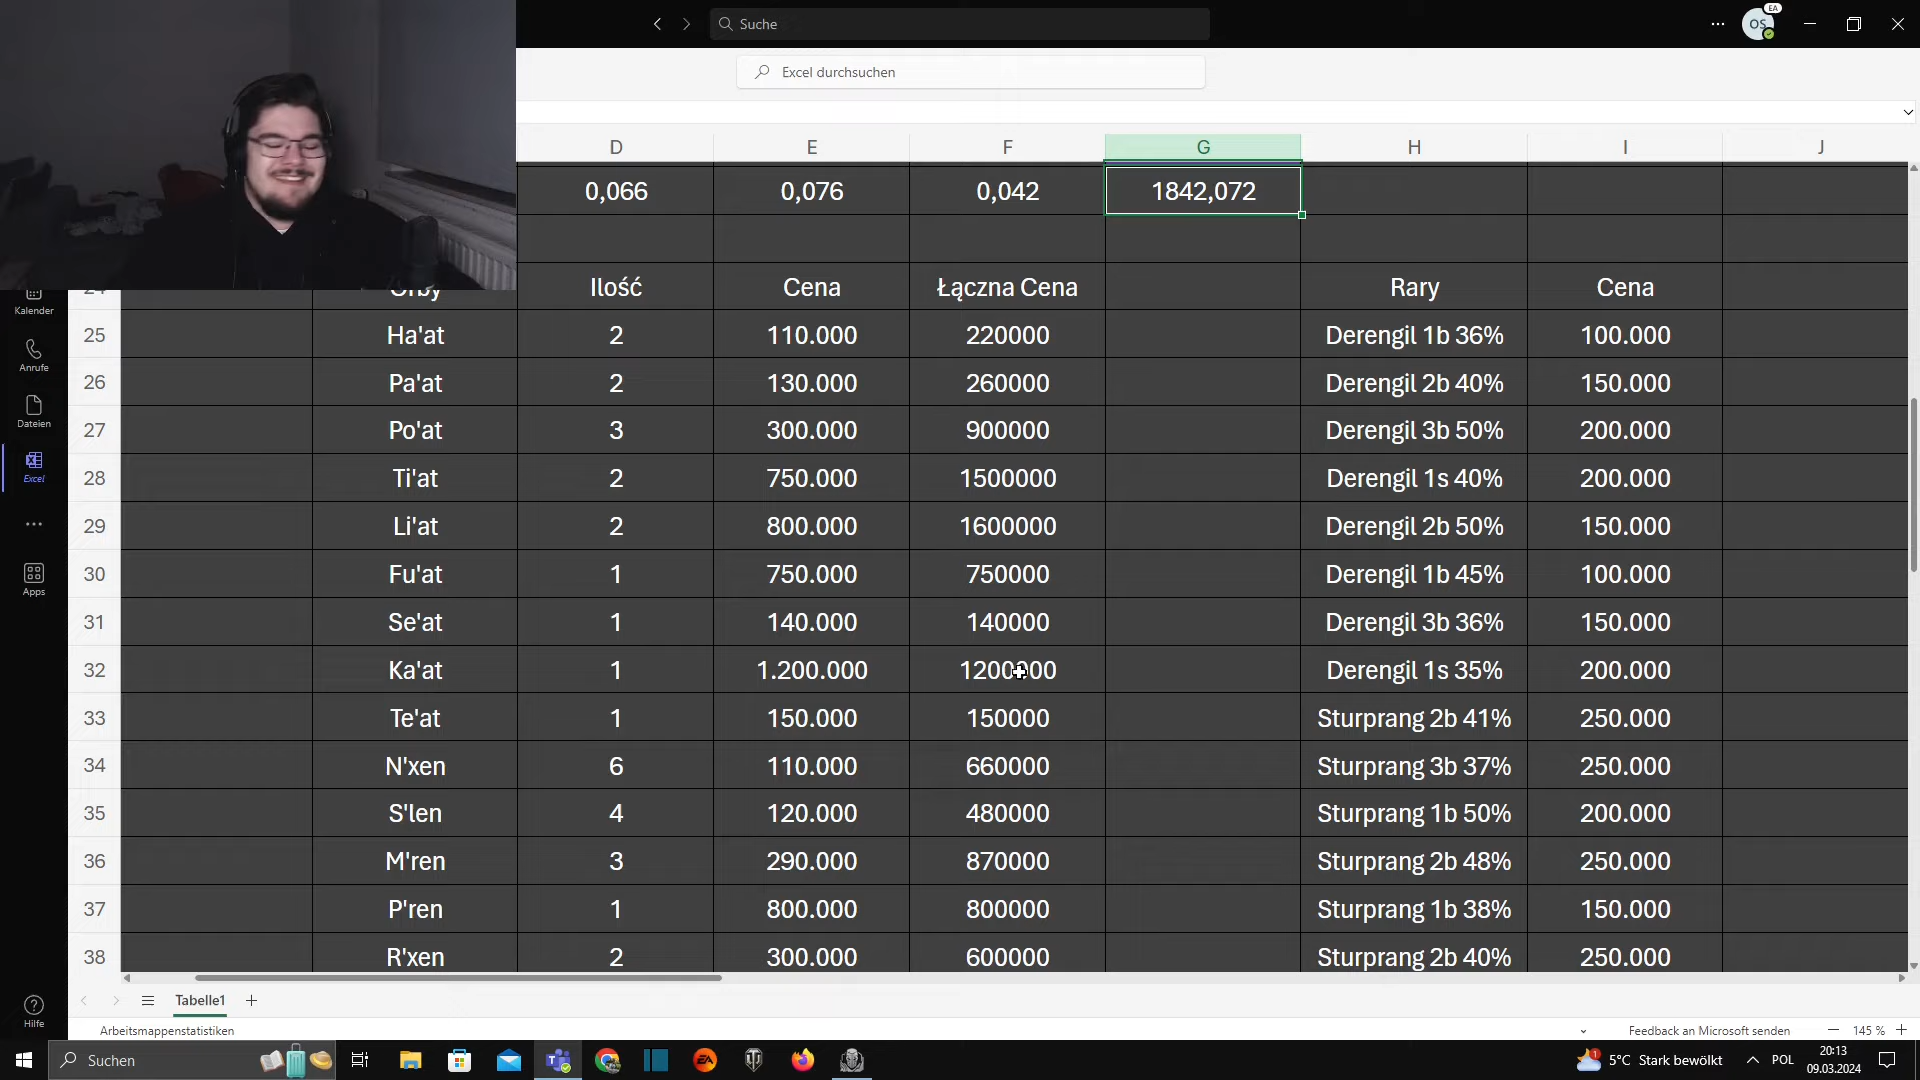 Suche
EA
OS
Excel durchsuchen
D E F G H I J
0,066 0,076 0,042 1842,072
24 Orby Ilość Cena Łączna Cena Rary Cena
25 Ha'at 2 110.000 220000 Derengil 1b 36% 100.000
26 Pa'at 2 130.000 260000 Derengil 2b 40% 150.000
27 Po'at 3 300.000 900000 Derengil 3b 50% 200.000
28 Ti'at 2 750.000 1500000 Derengil 1s 40% 200.000
29 Li'at 2 800.000 1600000 Derengil 2b 50% 150.000
30 Fu'at 1 750.000 750000 Derengil 1b 45% 100.000
31 Se'at 1 140.000 140000 Derengil 3b 36% 150.000
32 Ka'at 1 1.200.000 1200000 Derengil 1s 35% 200.000
33 Te'at 1 150.000 150000 Sturprang 2b 41% 250.000
34 N'xen 6 110.000 660000 Sturprang 3b 37% 250.000
35 S'len 4 120.000 480000 Sturprang 1b 50% 200.000
36 M'ren 3 290.000 870000 Sturprang 2b 48% 250.000
37 P'ren 1 800.000 800000 Sturprang 1b 38% 150.000
38 R'xen 2 300.000 600000 Sturprang 2b 40% 250.000
Kalender
Anrufe
Dateien
Excel
Apps
Hilfe
Tabelle1
Arbeitsmappenstatistiken
Feedback an Microsoft senden
145 %
Suchen
EA
5°C Stark bewölkt
POL
20:13
09.03.2024